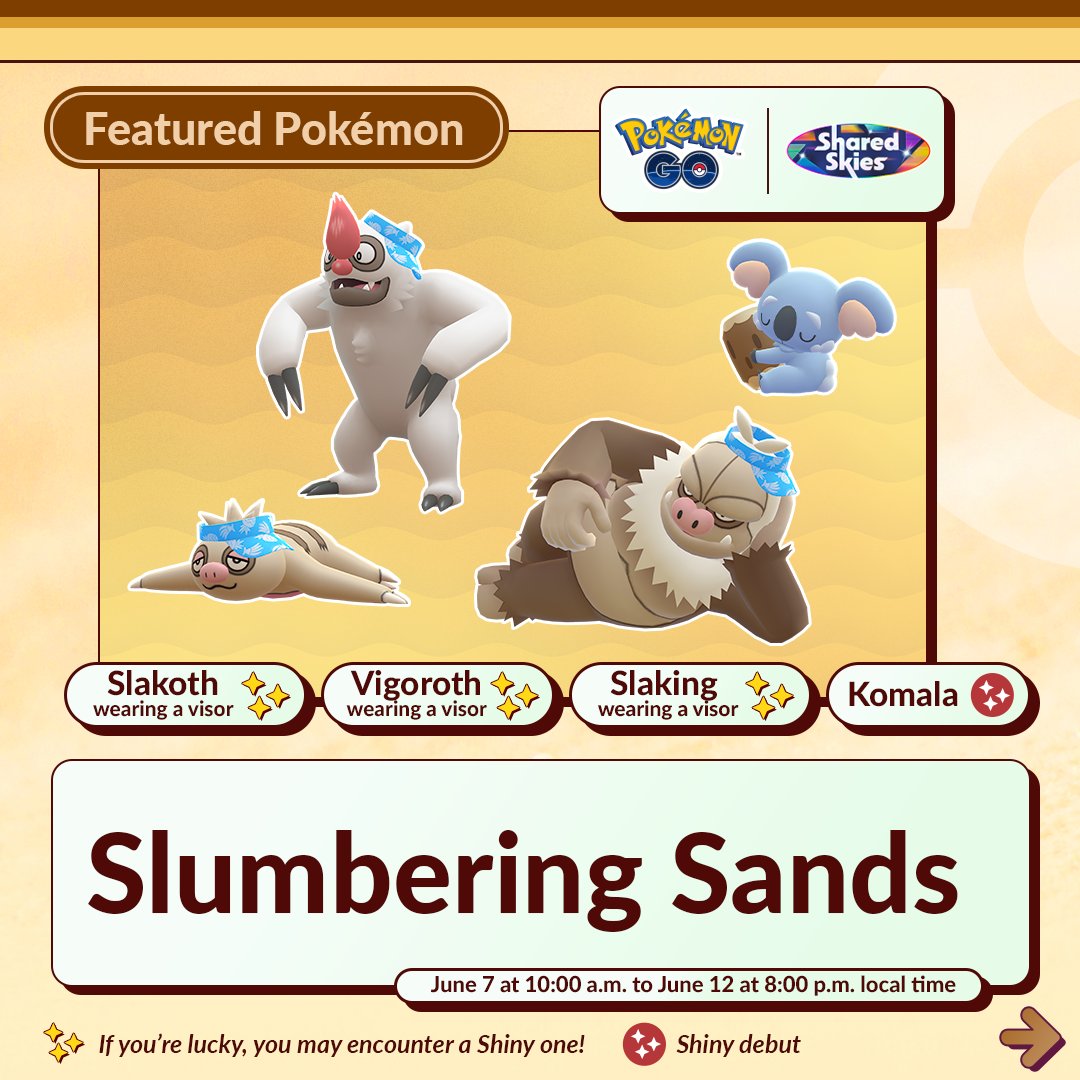 Featured Pokémon
POKÉMON
GO
Shared
Skies
Slakoth
wearing a visor
Vigoroth
wearing a visor
Slaking
wearing a visor
Komala
Slumbering Sands
June 7 at 10:00 a.m. to June 12 at 8:00 p.m. local time
If you're lucky, you may encounter a Shiny one!
Shiny debut